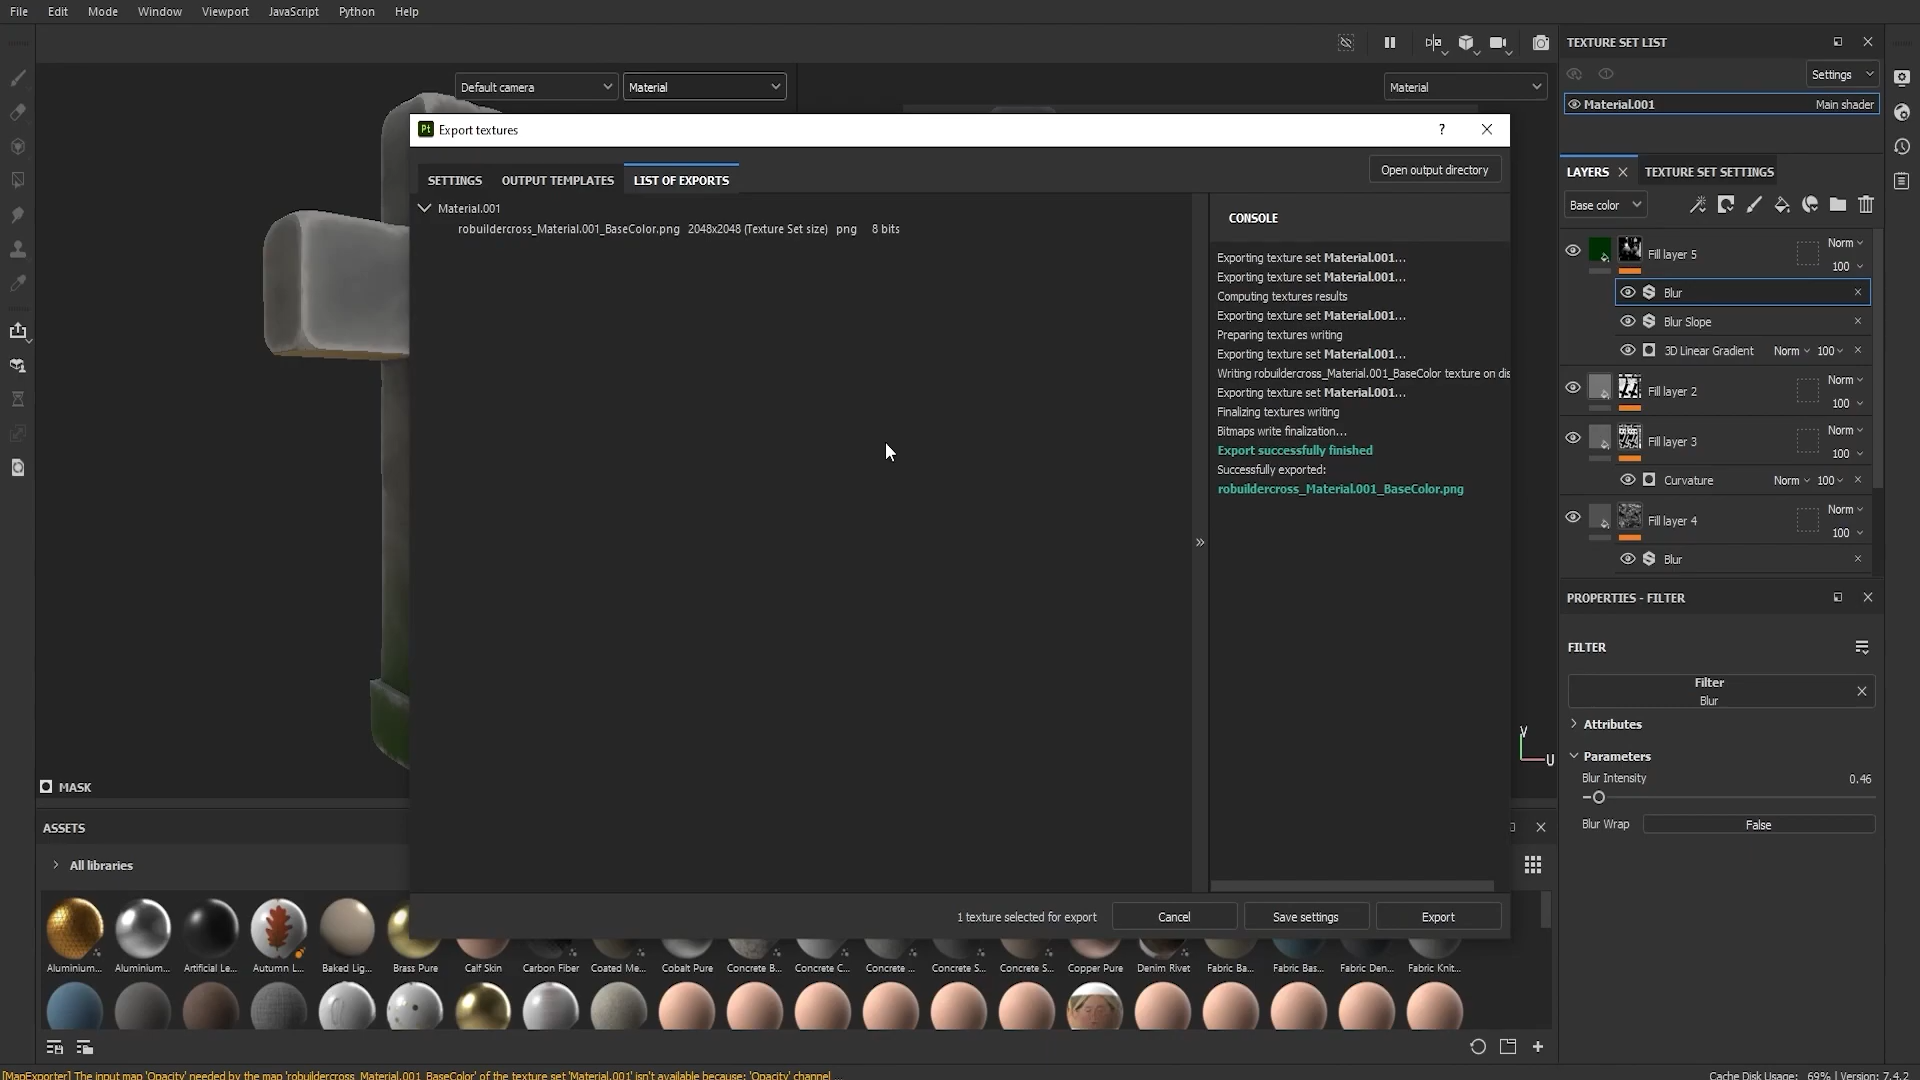 File Edit Mode Window Viewport JavaScript Python Help
Default camera
Material
Material
Pt Export textures
?
SETTINGS OUTPUT TEMPLATES LIST OF EXPORTS
Open output directory
Material.001
robuildercross_Material.001_BaseColor.png 2048x2048 (Texture Set size) png 8 bits
CONSOLE
Exporting texture set Material.001...
Exporting texture set Material.001...
Computing textures results
Exporting texture set Material.001...
Preparing textures writing
Exporting texture set Material.001...
Writing robuildercross_Material.001_BaseColor texture on dis
Exporting texture set Material.001...
Finalizing textures writing
Bitmaps write finalization...
Export successfully finished
Successfully exported:
robuildercross_Material.001_BaseColor.png
1 texture selected for export
Cancel
Save settings
Export
TEXTURE SET LIST
Settings
Material.001 Main shader
LAYERS TEXTURE SET SETTINGS
Base color
Fill layer 5 Norm 100
Blur
Blur Slope
3D Linear Gradient Norm 100
Fill layer 2 Norm 100
Fill layer 3 Norm 100
Curvature Norm 100
Fill layer 4 Norm 100
Blur
PROPERTIES - FILTER
FILTER
Filter
Blur
Attributes
Parameters
Blur Intensity 0.46
Blur Wrap False
V
U
MASK
ASSETS
All libraries
Aluminium... Aluminium... Artificial Le... Autumn L... Baked Lig... Brass Pure Calf Skin Carbon Fiber Coated Me... Cobalt Pure Concrete B... Concrete C... Concrete ... Concrete S... Concrete S... Copper Pure Denim Rivet Fabric Ba... Fabric Bas... Fabric Den... Fabric Knit...
[MapExporter] The input map 'Opacity' needed by the map 'robuildercross_Material.001_BaseColor' of the texture set 'Material.001' isn't available because: 'Opacity' channel ...
Cache Disk Usage: 69% | Version: 7.4.2